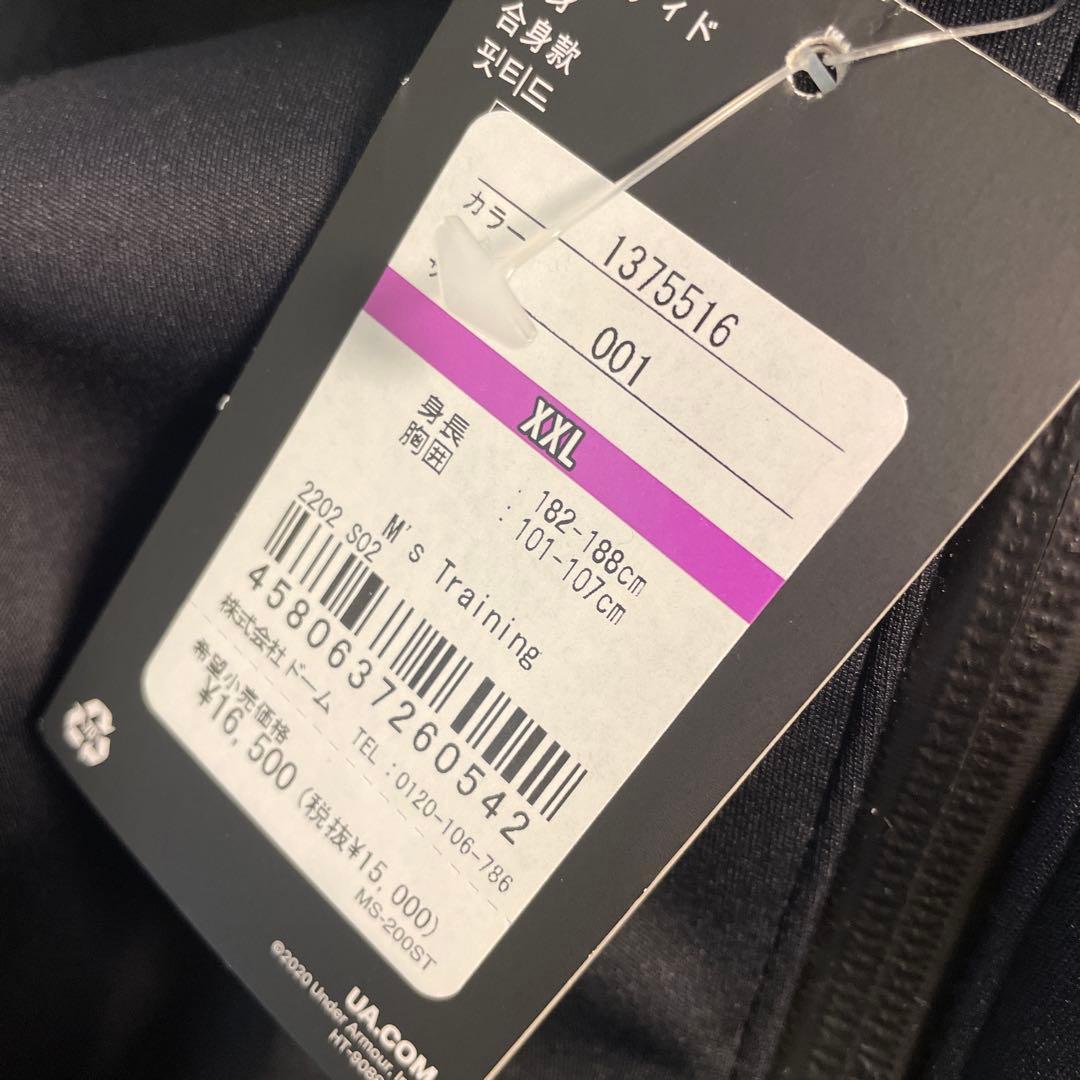 ィド
合身款
핏티드
1375516
カラー 001
XXL
身長 : 182-188cm
胸囲 : 101-107cm
M's Training
2202 S02
4580637260542
株式会社ドーム TEL:0120-106-786
希望小売価格
¥16,500 (税抜¥15,000)
MS-200ST
UA.COM
©2020 Under Armour,